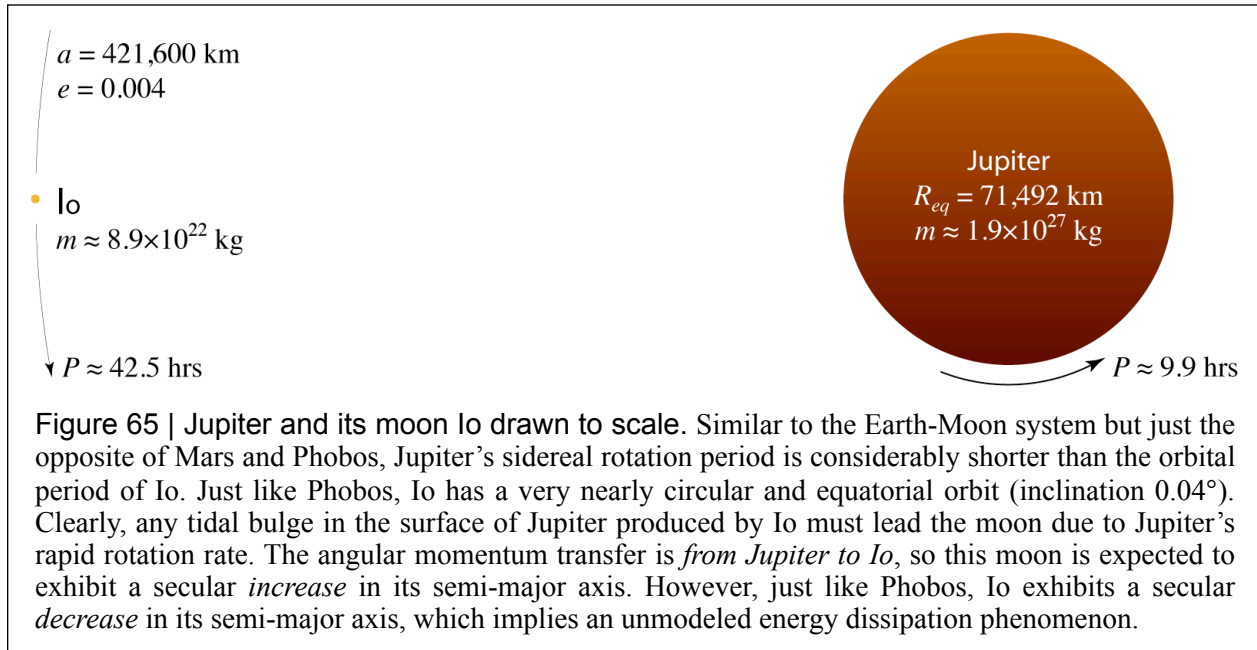 a = 421,600 km
e = 0.004
Io
m ≈ 8.9×10²² kg
P ≈ 42.5 hrs
Jupiter
R_eq = 71,492 km
m ≈ 1.9×10²⁷ kg
P ≈ 9.9 hrs
Figure 65 | Jupiter and its moon Io drawn to scale. Similar to the Earth-Moon system but just the
opposite of Mars and Phobos, Jupiter’s sidereal rotation period is considerably shorter than the orbital
period of Io. Just like Phobos, Io has a very nearly circular and equatorial orbit (inclination 0.04°).
Clearly, any tidal bulge in the surface of Jupiter produced by Io must lead the moon due to Jupiter’s
rapid rotation rate. The angular momentum transfer is from Jupiter to Io, so this moon is expected to
exhibit a secular increase in its semi-major axis. However, just like Phobos, Io exhibits a secular
decrease in its semi-major axis, which implies an unmodeled energy dissipation phenomenon.